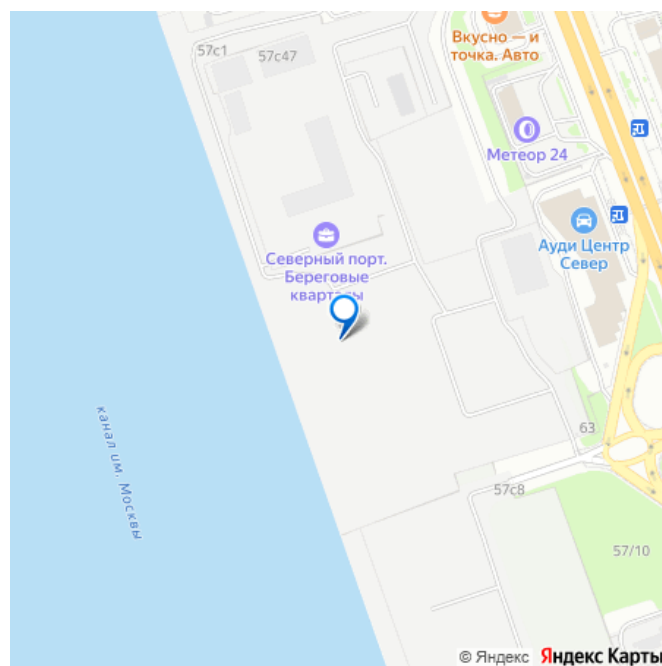 57с1
57с47
Вкусно — и
точка. Авто
Метеор 24
Ауди Центр
Север
Северный порт.
Береговые
кварталы
канал им. Москвы
63
57с8
57/10
© Яндекс Яндекс Карты